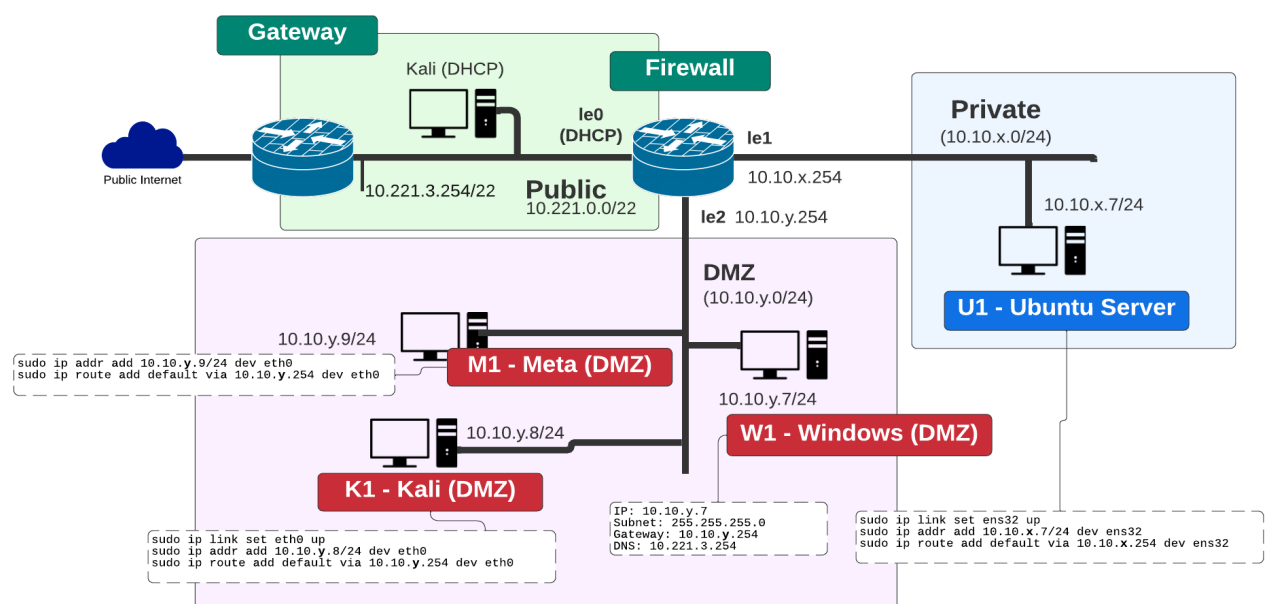 Gateway
Kali (DHCP)
Firewall
le0
(DHCP)
le1
Private
(10.10.x.0/24)
Public Internet
10.221.3.254/22
Public
10.221.0.0/22
10.10.x.254
le2 10.10.y.254
10.10.x.7/24
U1 - Ubuntu Server
DMZ
(10.10.y.0/24)
10.10.y.9/24
M1 - Meta (DMZ)
sudo ip addr add 10.10.y.9/24 dev eth0
sudo ip route add default via 10.10.y.254 dev eth0
10.10.y.7/24
W1 - Windows (DMZ)
10.10.y.8/24
K1 - Kali (DMZ)
sudo ip link set eth0 up
sudo ip addr add 10.10.y.8/24 dev eth0
sudo ip route add default via 10.10.y.254 dev eth0
IP: 10.10.y.7
Subnet: 255.255.255.0
Gateway: 10.10.y.254
DNS: 10.221.3.254
sudo ip link set ens32 up
sudo ip addr add 10.10.x.7/24 dev ens32
sudo ip route add default via 10.10.x.254 dev ens32